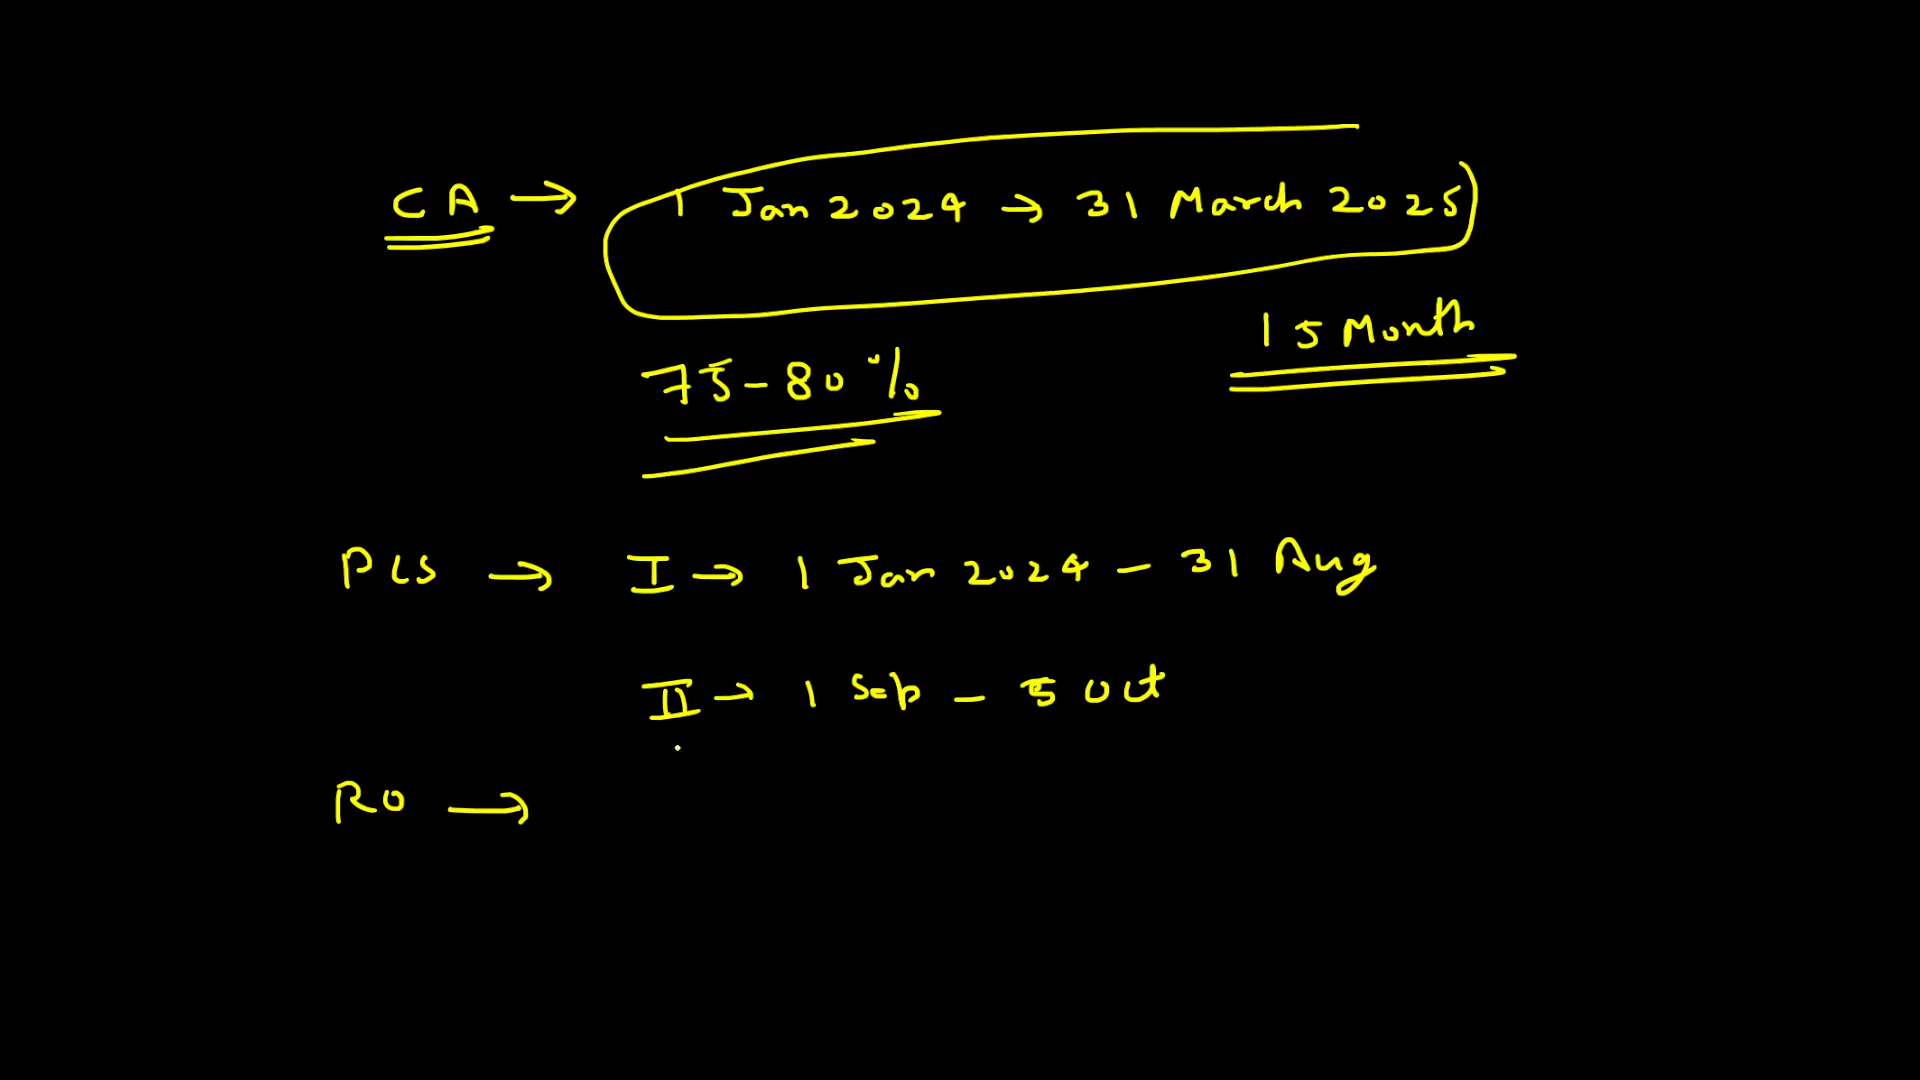 CA → 1 Jan 2024 → 31 March 2025
15 Month
75-80%
PCS → I → 1 Jan 2024 - 31 Aug
II → 1 Sep - 5 Oct
RO →